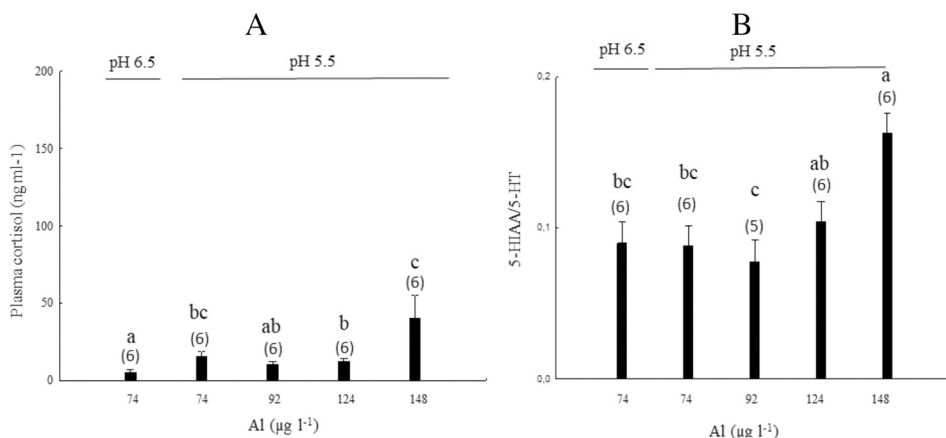 A
pH 6.5
pH 5.5
200
150
100
50
0
Plasma cortisol (ng ml-1)
a
(6)
bc
(6)
ab
(6)
b
(6)
c
(6)
74
74
92
124
148
Al (µg l⁻¹)
B
pH 6.5
pH 5.5
0,2
0,1
0,0
5-HIAA/5-HT
bc
(6)
bc
(6)
c
(5)
ab
(6)
a
(6)
74
74
92
124
148
Al (µg l⁻¹)